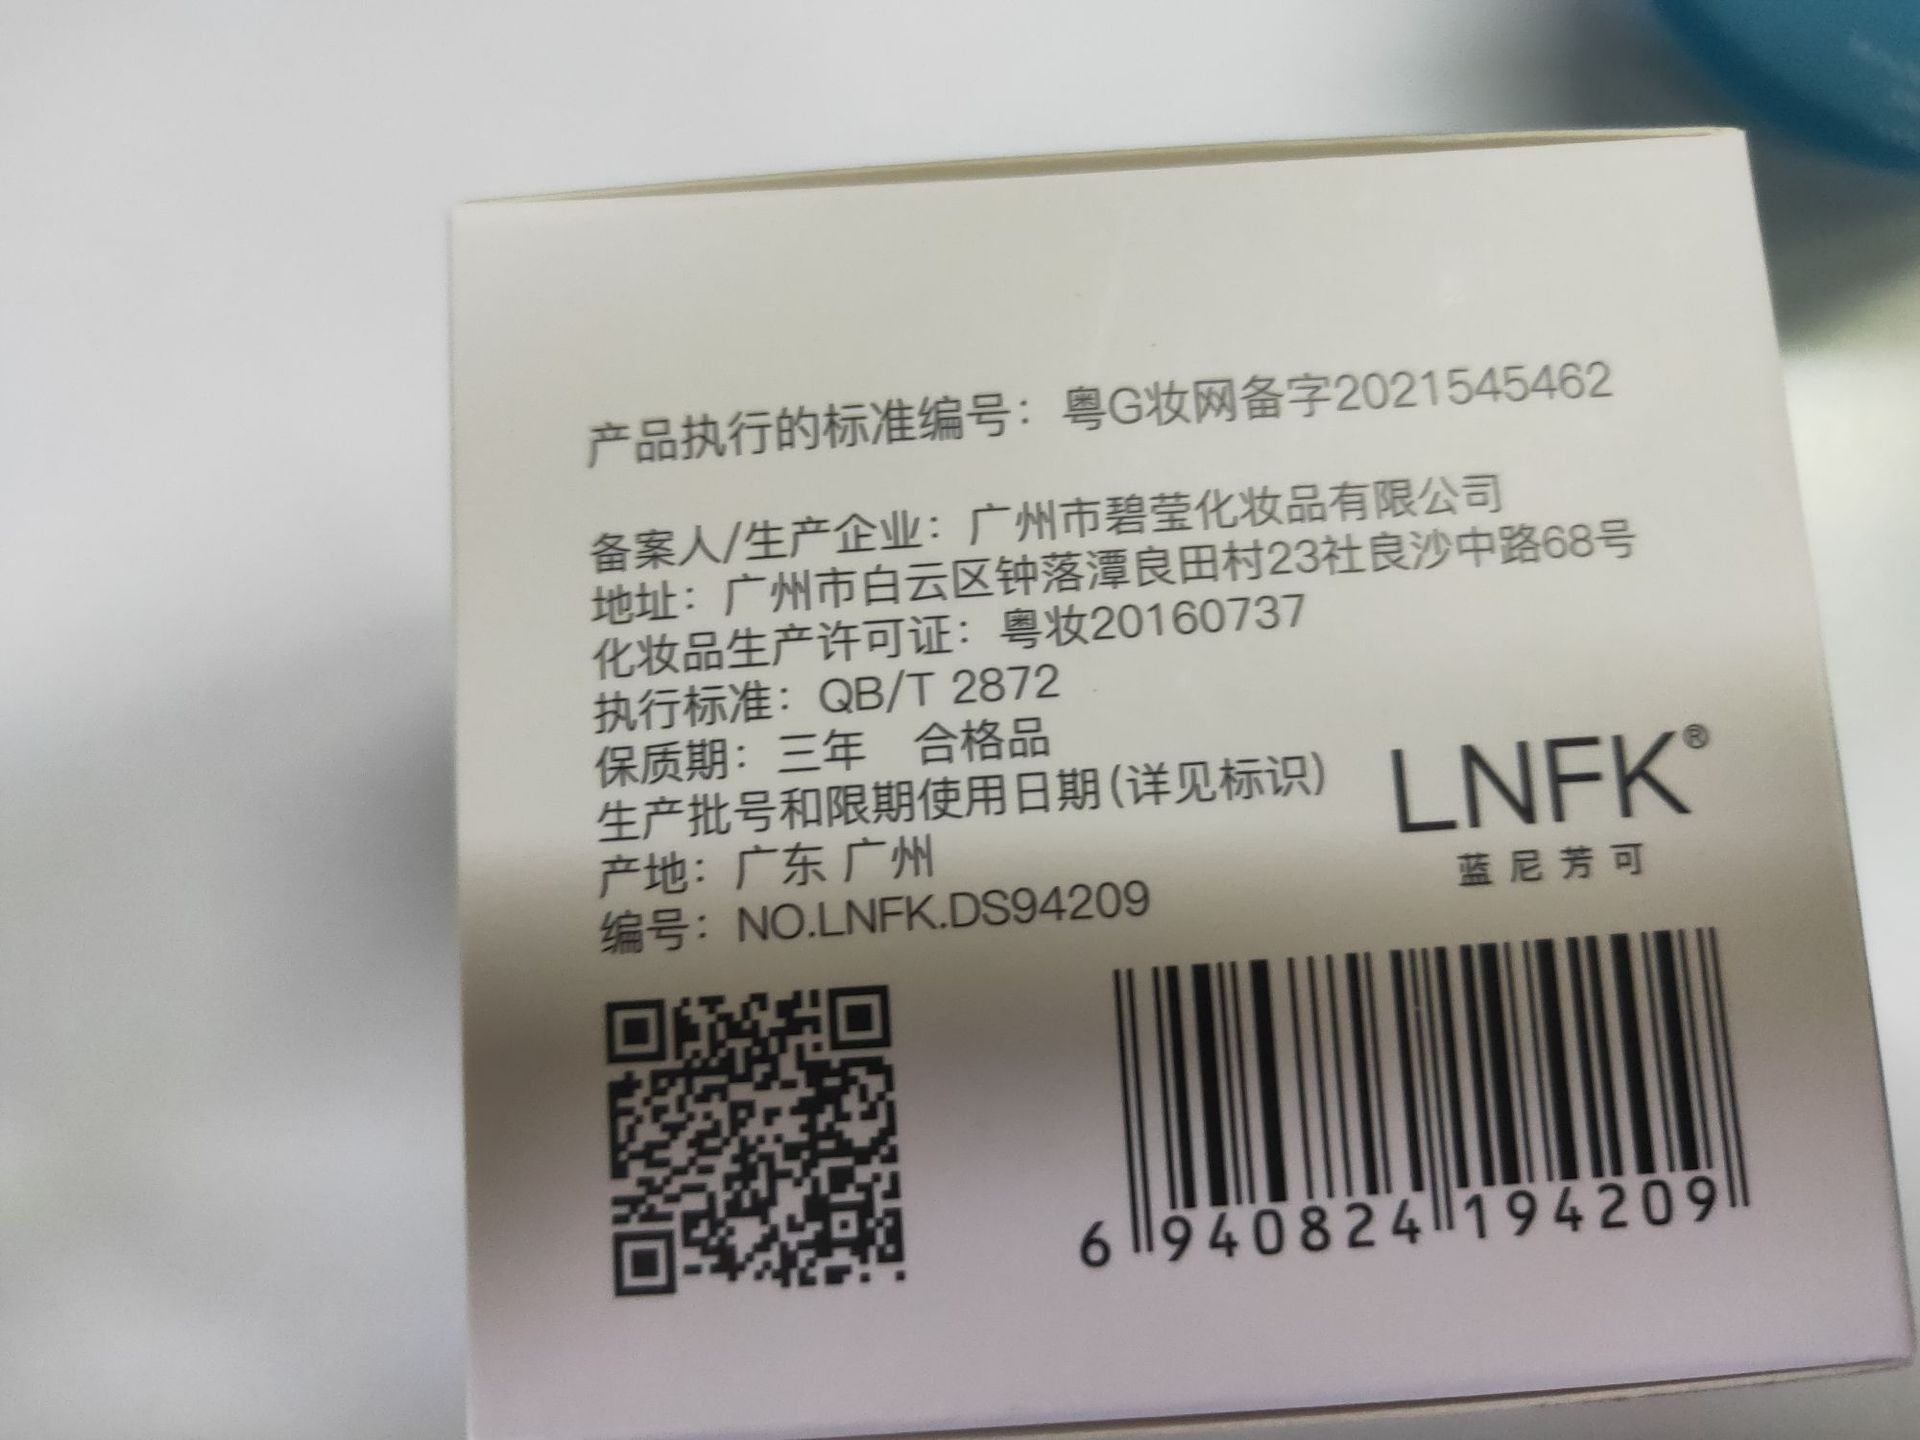 产品执行的标准编号：粤G妆网备字2021545462
备案人/生产企业：广州市碧莹化妆品有限公司
地址：广州市白云区钟落潭良田村23社良沙中路68号
化妆品生产许可证：粤妆20160737
执行标准：QB/T 2872
保质期：三年 合格品
生产批号和限期使用日期(详见标识)
产地：广东 广州
编号：NO.LNFK.DS94209
LNFK®
蓝尼芳可
6 940824 194209